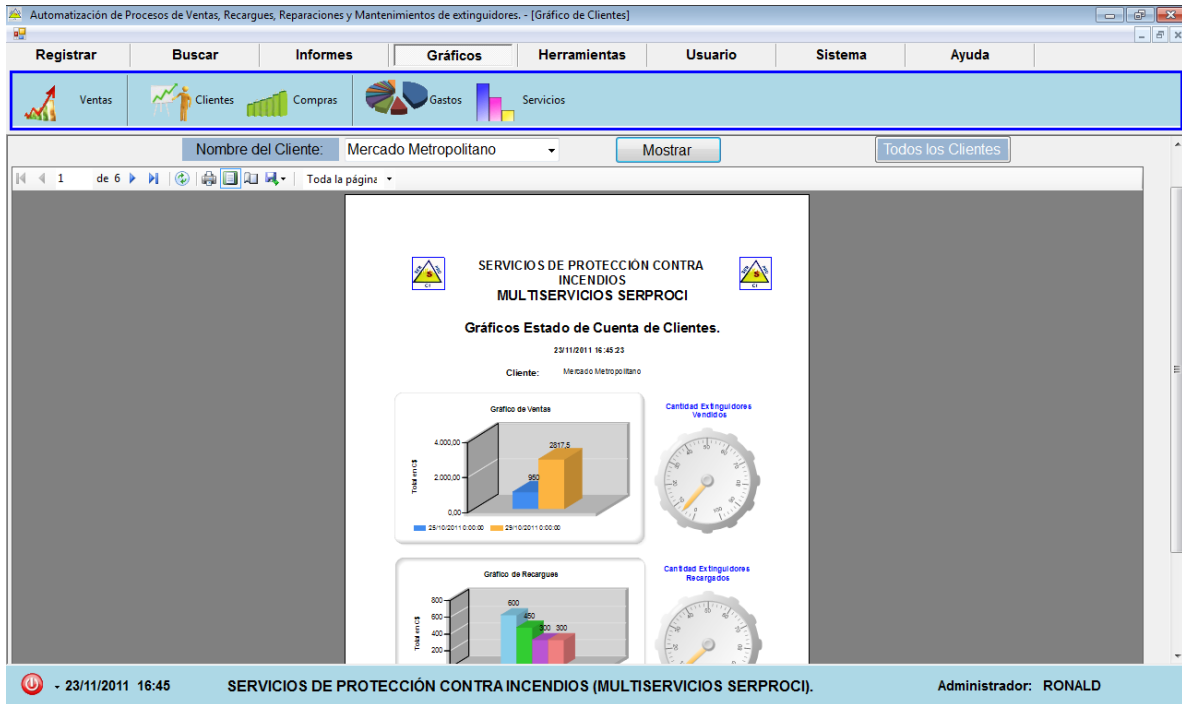 Automatización de Procesos de Ventas, Recargues, Reparaciones y Mantenimientos de extinguidores. - [Gráfico de Clientes]
Registrar Buscar Informes Gráficos Herramientas Usuario Sistema Ayuda
Ventas Clientes Compras Gastos Servicios
Nombre del Cliente: Mercado Metropolitano Mostrar Todos los Clientes
1 de 6 Toda la página
SERVICIOS DE PROTECCIÓN CONTRA
INCENDIOS
MULTISERVICIOS SERPROCI
Gráficos Estado de Cuenta de Clientes.
23/11/2011 16:45:23
Cliente: Mercado Metropolitano
Gráfico de Ventas
4.000,00
2.000,00
0,00
Total en C$
950
2817,5
25/10/2011 0:00:00 29/10/2011 0:00:00
Cantidad Extinguidores
Vendidos
Gráfico de Recargues
800
600
400
200
Total en C$
600
450
300 300
Cantidad Extinguidores
Recargados
23/11/2011 16:45 SERVICIOS DE PROTECCIÓN CONTRA INCENDIOS (MULTISERVICIOS SERPROCI). Administrador: RONALD